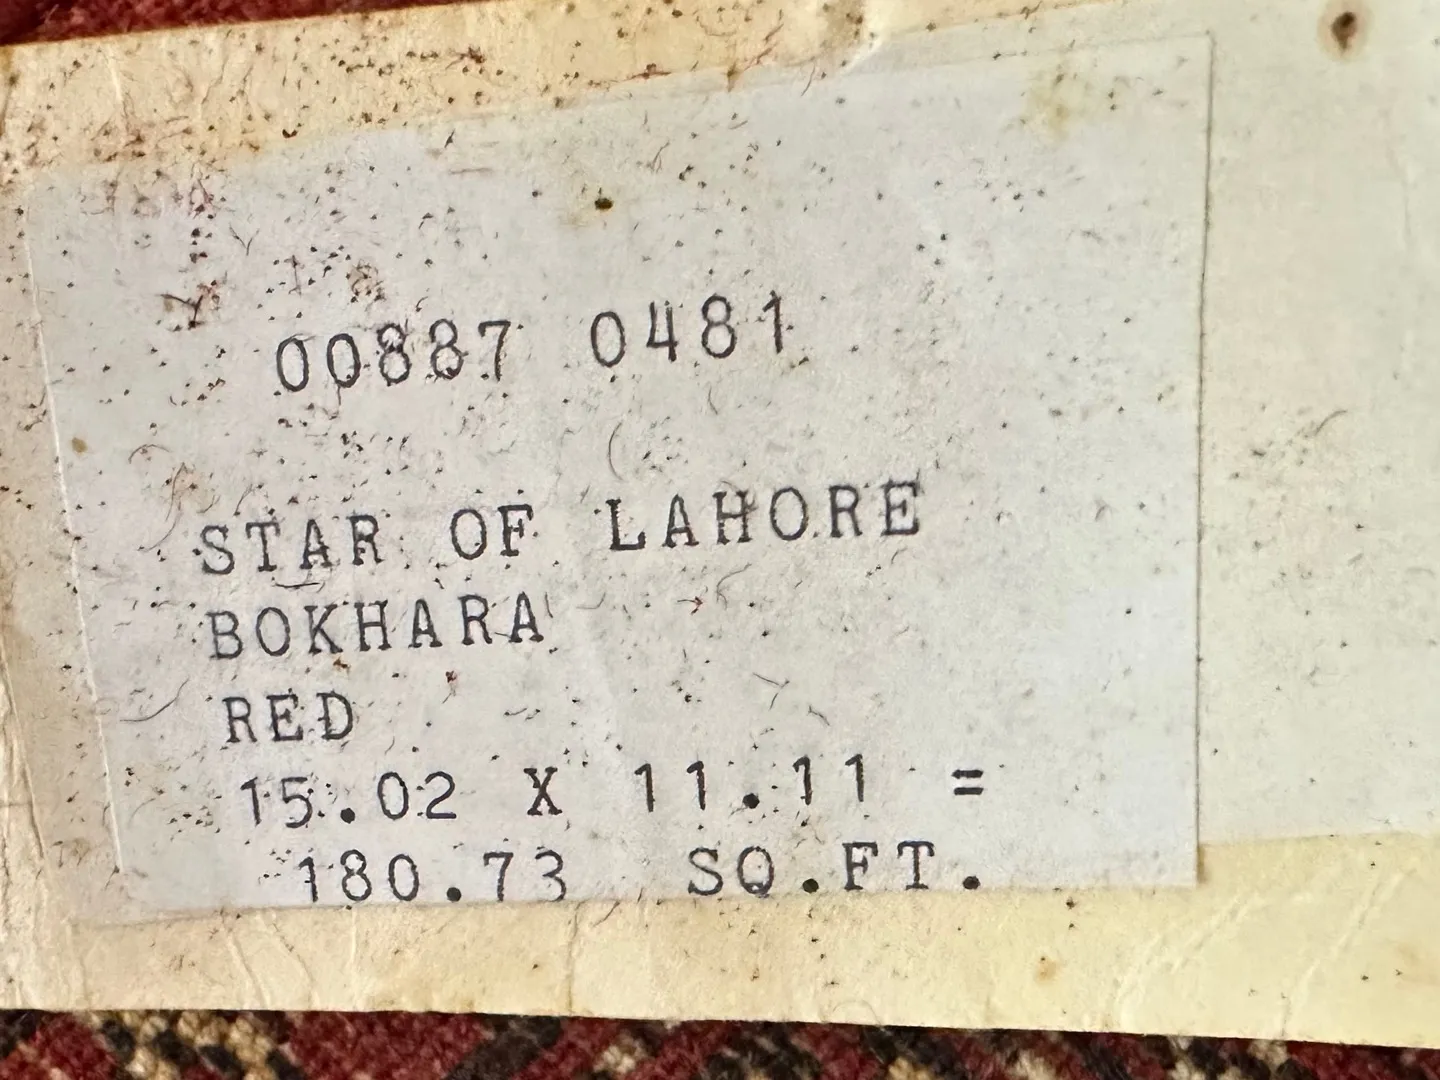 00887 0481
STAR OF LAHORE
BOKHARA
RED
15.02 X 11.11 =
180.73 SQ.FT.